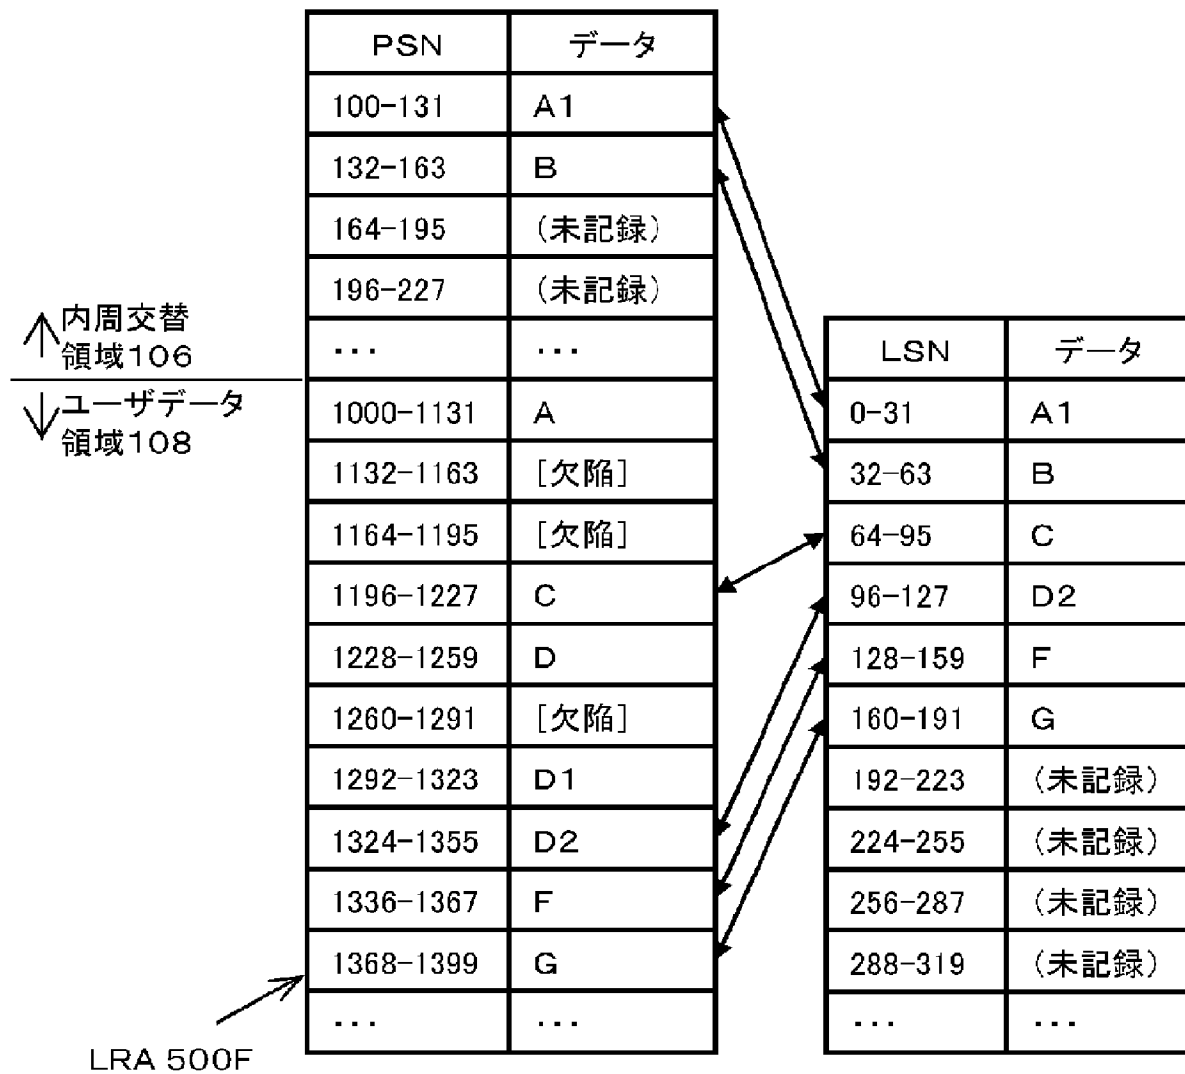 PSN データ
100-131 A1
132-163 B
164-195 (未記録)
196-227 (未記録)
... ...
1000-1131 A
1132-1163 [欠陥]
1164-1195 [欠陥]
1196-1227 C
1228-1259 D
1260-1291 [欠陥]
1292-1323 D1
1324-1355 D2
1336-1367 F
1368-1399 G
... ...
内周交替
領域106
ユーザデータ
領域108
LRA 500F
LSN データ
0-31 A1
32-63 B
64-95 C
96-127 D2
128-159 F
160-191 G
192-223 (未記録)
224-255 (未記録)
256-287 (未記録)
288-319 (未記録)
... ...